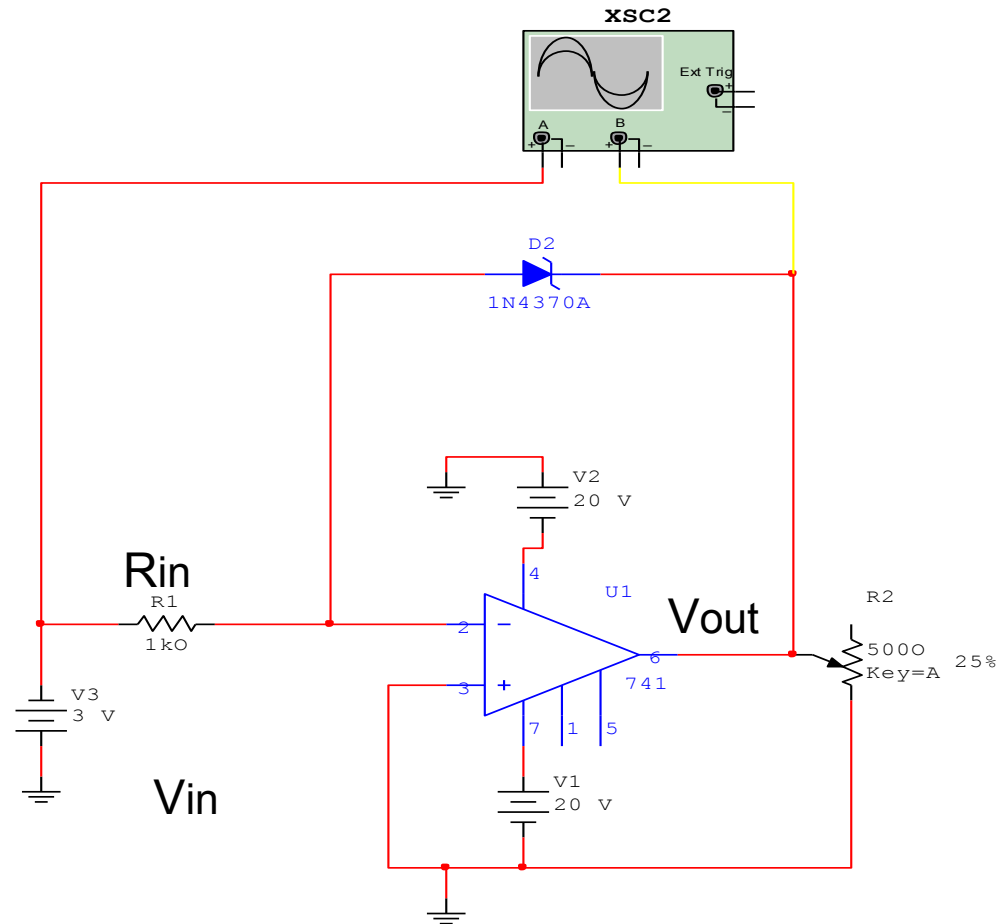 XSC2
Ext Trig
+
−
A
B
+ −
+ −
D2
1N4370A
V2
20 V
Rin
R1
1kO
4
U1
Vout
R2
2
−
6
500O
Key=A
25%
3
+
741
V3
3 V
7
1
5
Vin
V1
20 V